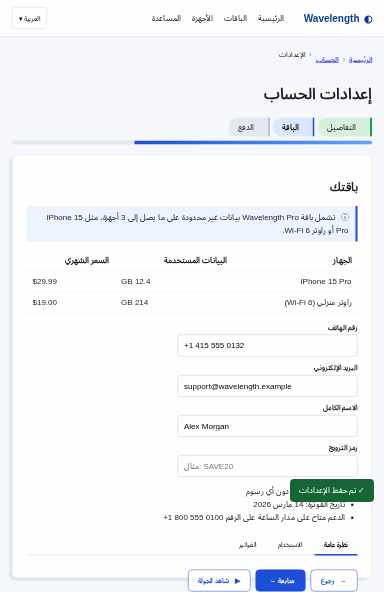 Wavelength
الرئيسية
الباقات
الأجهزة
المساعدة
العربية ▾
الرئيسية › الحساب › الإعدادات
إعدادات الحساب
التفاصيل
الباقة
الدفع
باقتك
تشمل باقة Wavelength Pro بيانات غير محدودة على ما يصل إلى 3 أجهزة، مثل iPhone 15
Pro أو راوتر Wi-Fi 6.
الجهاز البيانات المستخدمة السعر الشهري
iPhone 15 Pro 12.4 GB $29.99
راوتر منزلي (Wi-Fi 6) 214 GB $19.00
رقم الهاتف
+1 415 555 0132
البريد الإلكتروني
support@wavelength.example
الاسم الكامل
Alex Morgan
رمز الترويج
مثال: SAVE20
دون أي رسوم
✓ تم حفظ الإعدادات
تاريخ الفوترة: 14 مارس 2026
الدعم متاح على مدار الساعة على الرقم ‎+1 800 555 0100
نظرة عامة
الاستخدام
الفواتير
→ رجوع
متابعة ←
▶ شاهد الجولة